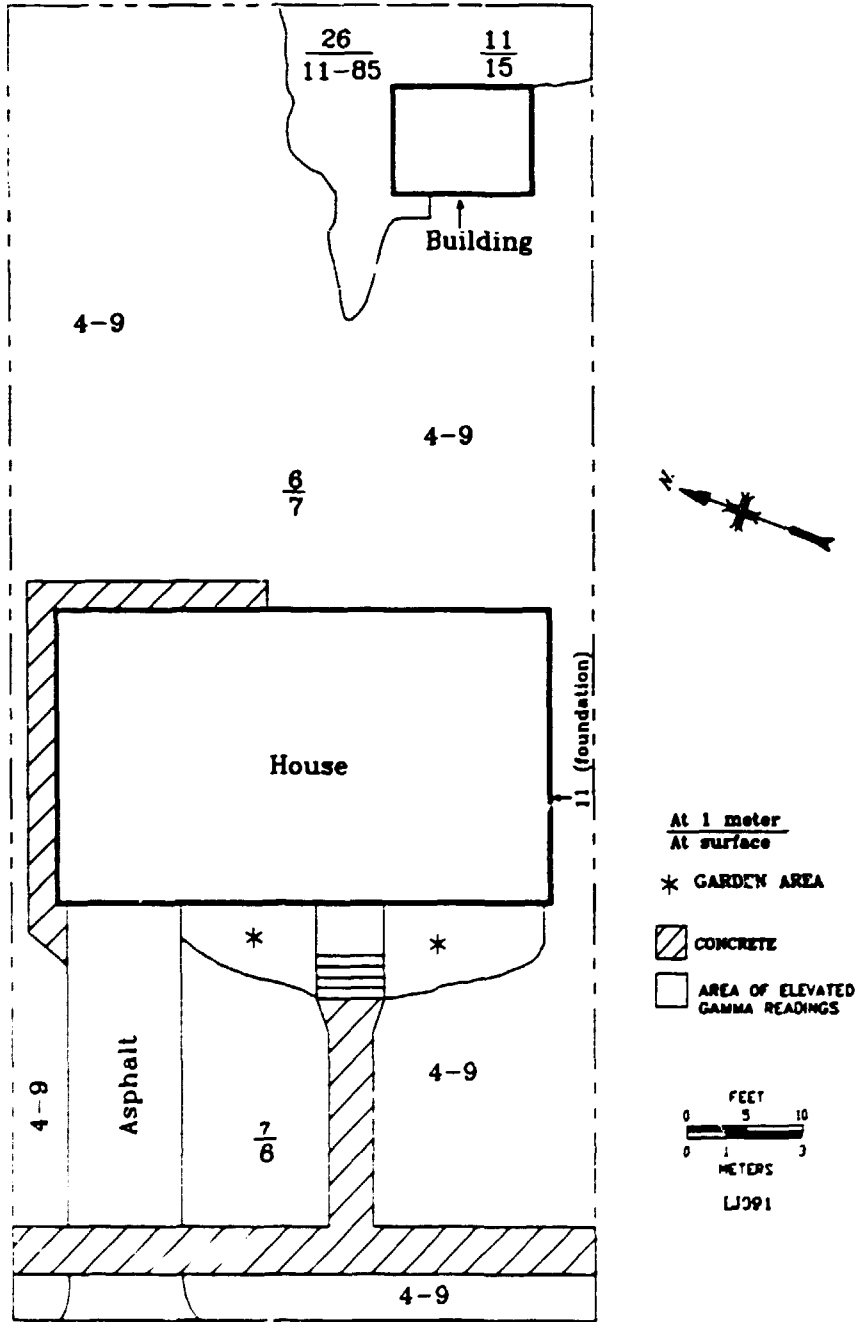 26
11-85
11
15
Building
4-9
4-9
6
7
N.
House
11 (foundation)
At 1 meter
At surface
* GARDEN AREA
CONCRETE
AREA OF ELEVATED
GAMMA READINGS
4-9
Asphalt
7
6
4-9
FEET
0 5 10
0 1 3
METERS
LJ091
4-9